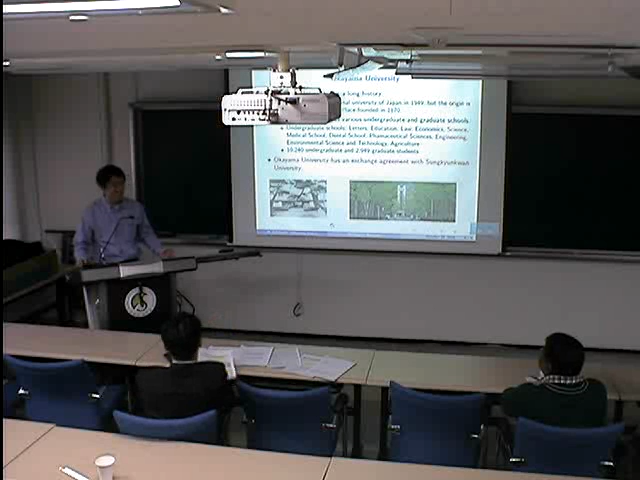 Okayama University
a long history
nal university of Japan in 1949, but the origin is
Place founded in 1870.
various undergraduate and graduate schools.
Undergraduate schools: Letters, Education, Law, Economics, Science,
Medical School, Dental School, Pharmaceutical Sciences, Engineering,
Environmental Science and Technology, Agriculture
10,240 undergraduate and 2,949 graduate students
Okayama University has an exchange agreement with Sungkyunkwan
University.